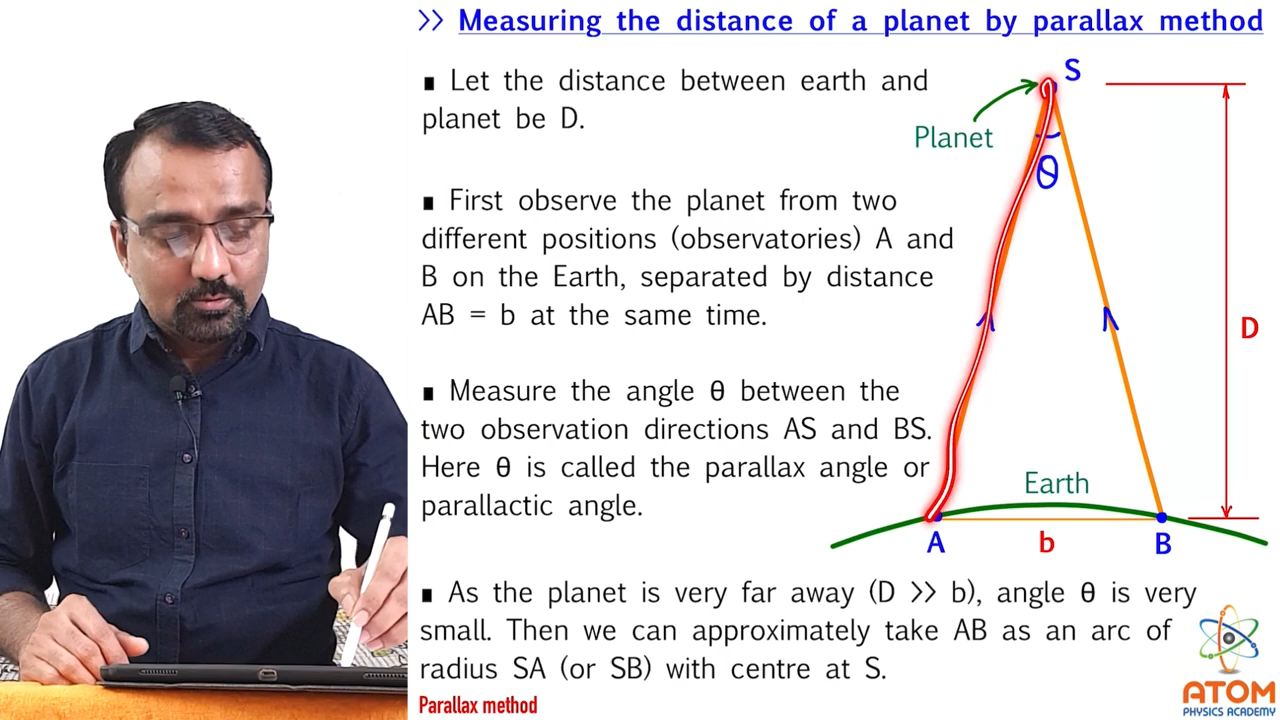 >> Measuring the distance of a planet by parallax method
▪ Let the distance between earth and
planet be D.
▪ First observe the planet from two
different positions (observatories) A and
B on the Earth, separated by distance
AB = b at the same time.
▪ Measure the angle θ between the
two observation directions AS and BS.
Here θ is called the parallax angle or
parallactic angle.
S
Planet
θ
D
Earth
A
b
B
▪ As the planet is very far away (D >> b), angle θ is very
small. Then we can approximately take AB as an arc of
radius SA (or SB) with centre at S.
Parallax method
ATOM
PHYSICS ACADEMY